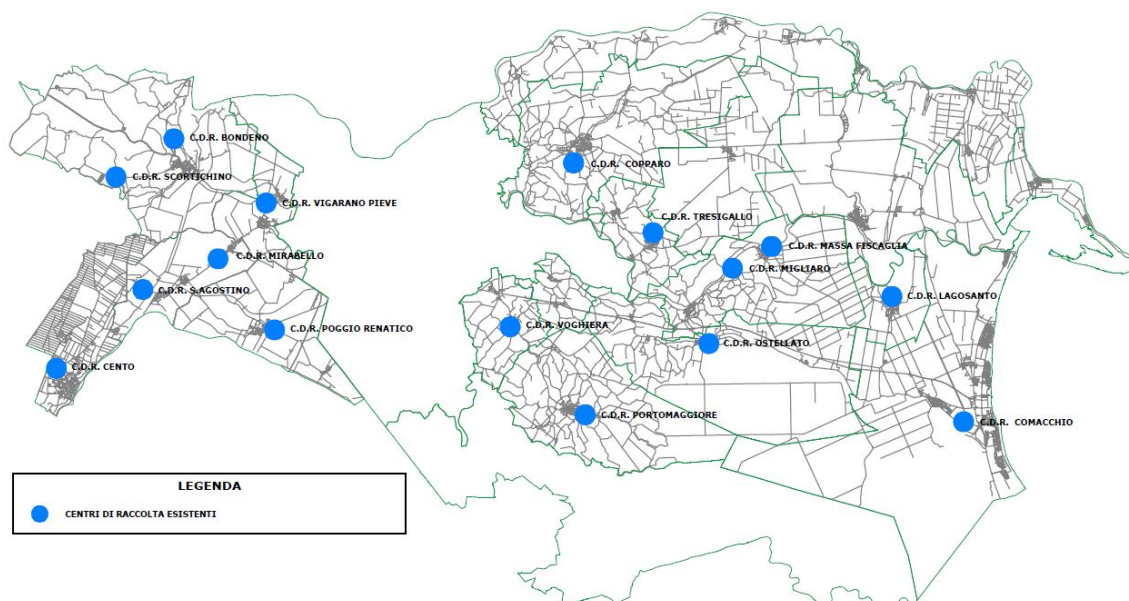 C.D.R. BONDENO
C.D.R. COPPARO
C.D.R. SCORTICHINO
C.D.R. VIGARANO PIEVE
C.D.R. TRESIGALLO
C.D.R. MASSA FISCAGLIA
C.D.R. MIRABELLO
C.D.R. MIGLIARO
C.D.R. S.AGOSTINO
C.D.R. LAGOSANTO
C.D.R. VOGHIERA
C.D.R. POGGIO RENATICO
C.D.R. OSTELLATO
C.D.R. CENTO
C.D.R. PORTOMAGGIORE
C.D.R. COMACCHIO
LEGENDA
CENTRI DI RACCOLTA ESISTENTI